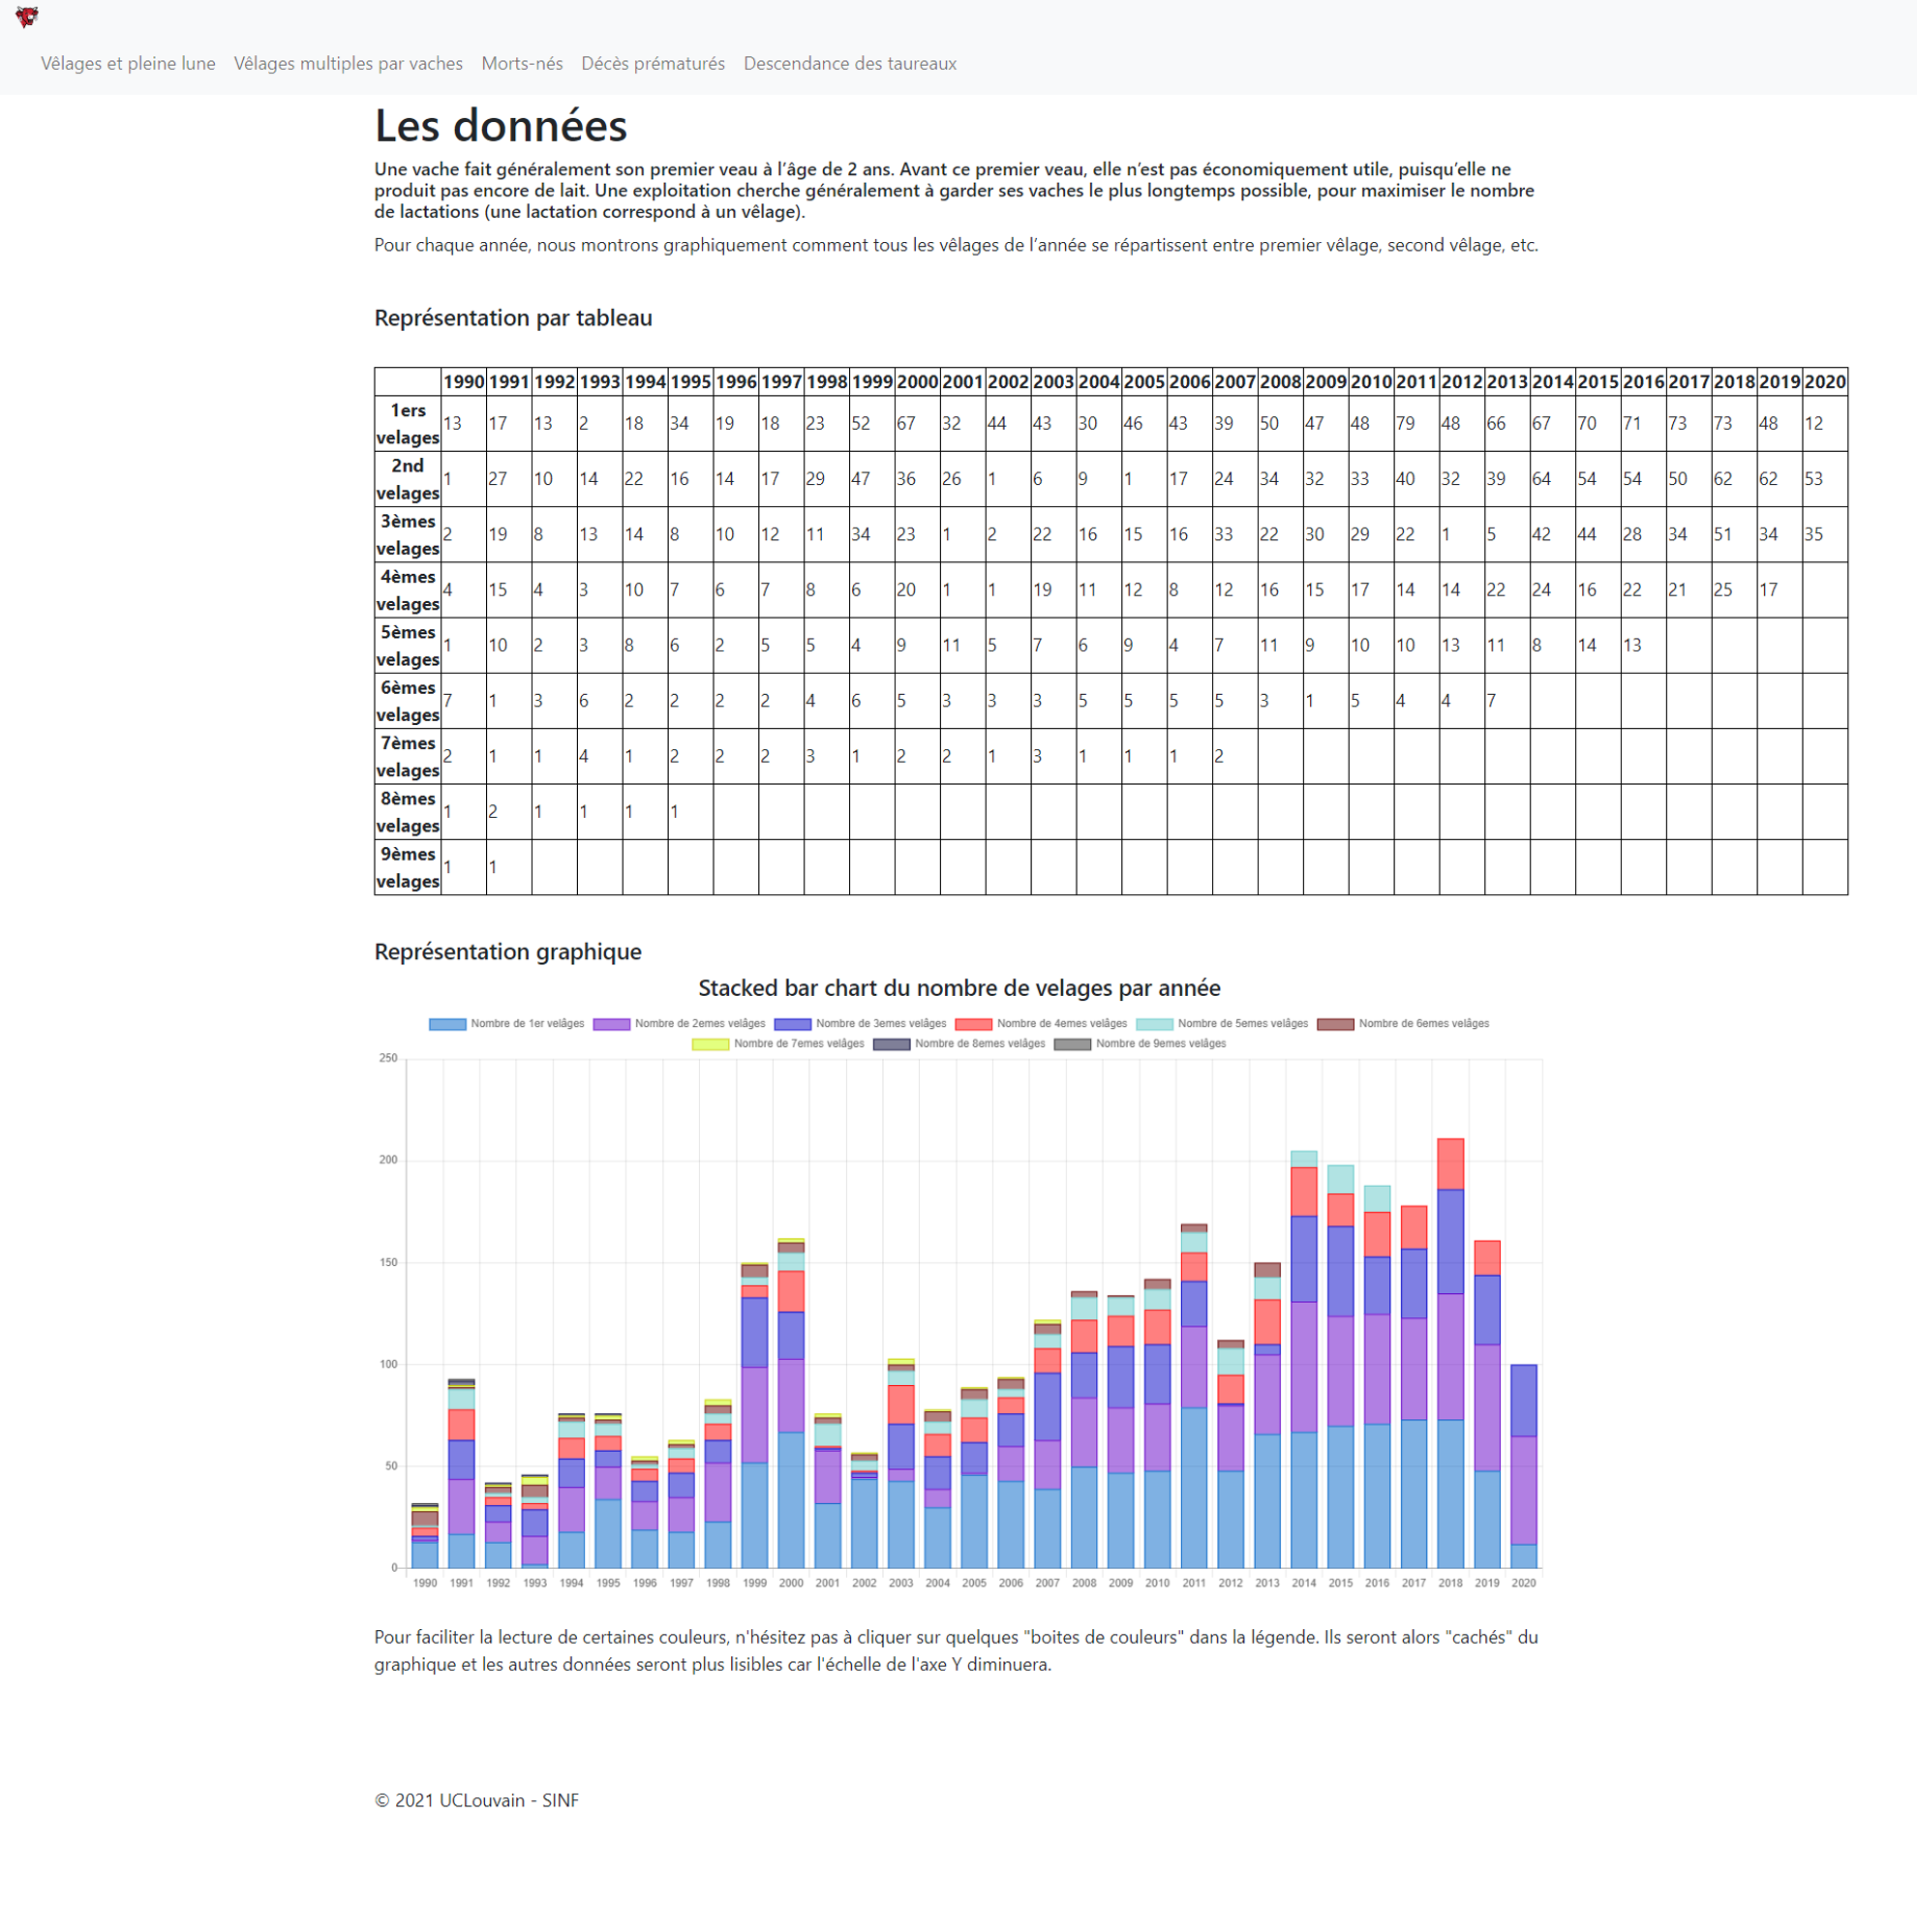 Vêlages et pleine lune Vêlages multiples par vaches Morts-nés Décès prématurés Descendance des taureaux
Les données
Une vache fait généralement son premier veau à l’âge de 2 ans. Avant ce premier veau, elle n’est pas économiquement utile, puisqu’elle ne
produit pas encore de lait. Une exploitation cherche généralement à garder ses vaches le plus longtemps possible, pour maximiser le nombre
de lactations (une lactation correspond à un vêlage).
Pour chaque année, nous montrons graphiquement comment tous les vêlages de l’année se répartissent entre premier vêlage, second vêlage, etc.
Représentation par tableau
1990 1991 1992 1993 1994 1995 1996 1997 1998 1999 2000 2001 2002 2003 2004 2005 2006 2007 2008 2009 2010 2011 2012 2013 2014 2015 2016 2017 2018 2019 2020
1ers velages 13 17 13 2 18 34 19 18 23 52 67 32 44 43 30 46 43 39 50 47 48 79 48 66 67 70 71 73 73 48 12
2nd velages 1 27 10 14 22 16 14 17 29 47 36 26 1 6 9 1 17 24 34 32 33 40 32 39 64 54 54 50 62 62 53
3èmes velages 2 19 8 13 14 8 10 12 11 34 23 1 2 22 16 15 16 33 22 30 29 22 1 5 42 44 28 34 51 34 35
4èmes velages 4 15 4 3 10 7 6 7 8 6 20 1 1 19 11 12 8 12 16 15 17 14 14 22 24 16 22 21 25 17
5èmes velages 1 10 2 3 8 6 2 5 5 4 9 11 5 7 6 9 4 7 11 9 10 10 13 11 8 14 13
6èmes velages 7 1 3 6 2 2 2 2 4 6 5 3 3 3 5 5 5 5 3 1 5 4 4 7
7èmes velages 2 1 1 4 1 2 2 2 3 1 2 2 1 3 1 1 1 2
8èmes velages 1 2 1 1 1 1
9èmes velages 1 1
Représentation graphique
Stacked bar chart du nombre de velages par année
Nombre de 1er velâges Nombre de 2emes velâges Nombre de 3emes velâges Nombre de 4emes velâges Nombre de 5emes velâges Nombre de 6emes velâges
Nombre de 7emes velâges Nombre de 8emes velâges Nombre de 9emes velâges
250
200
150
100
50
0
1990 1991 1992 1993 1994 1995 1996 1997 1998 1999 2000 2001 2002 2003 2004 2005 2006 2007 2008 2009 2010 2011 2012 2013 2014 2015 2016 2017 2018 2019 2020
Pour faciliter la lecture de certaines couleurs, n'hésitez pas à cliquer sur quelques "boites de couleurs" dans la légende. Ils seront alors "cachés" du
graphique et les autres données seront plus lisibles car l'échelle de l'axe Y diminuera.
© 2021 UCLouvain - SINF